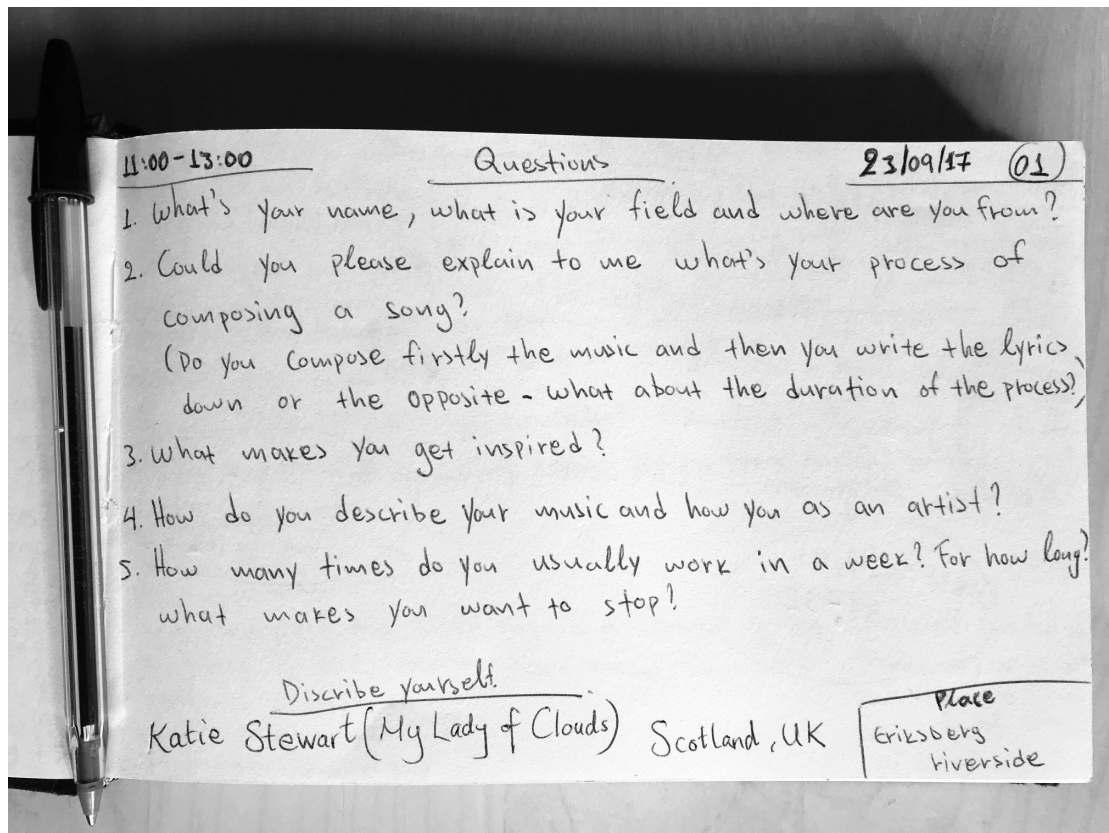 11:00-13:00 Questions 23/09/17 01
1. What's your name, what is your field and where are you from?
2. Could you please explain to me what's your process of
composing a song?
(Do you compose firstly the music and then you write the lyrics
down or the opposite - what about the duration of the process?)
3. What makes you get inspired?
4. How do you describe your music and how you as an artist?
5. How many times do you usually work in a week? For how long?
what makes you want to stop?
Discribe yourself.
Katie Stewart (My Lady of Clouds) Scotland, UK
Place
Eriksberg
riverside